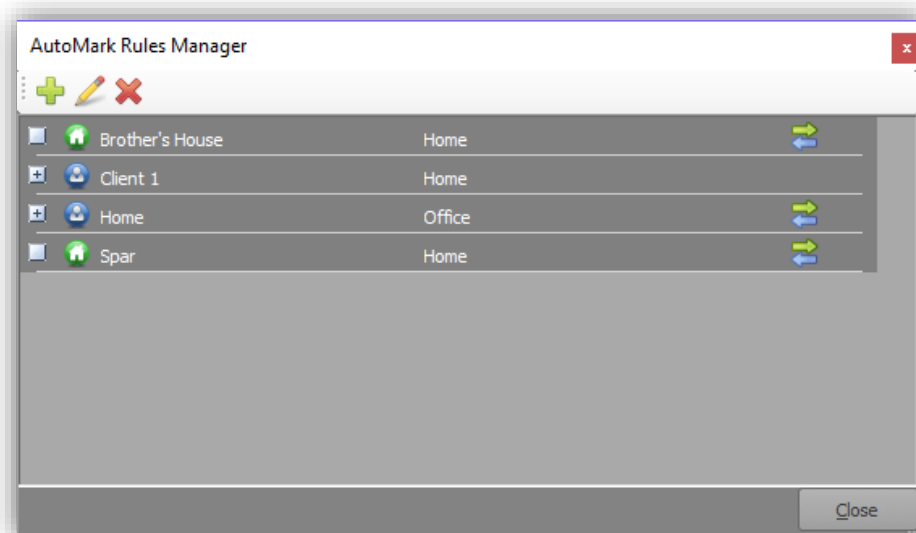 AutoMark Rules Manager
x
Brother's House Home
Client 1 Home
Home Office
Spar Home
Close